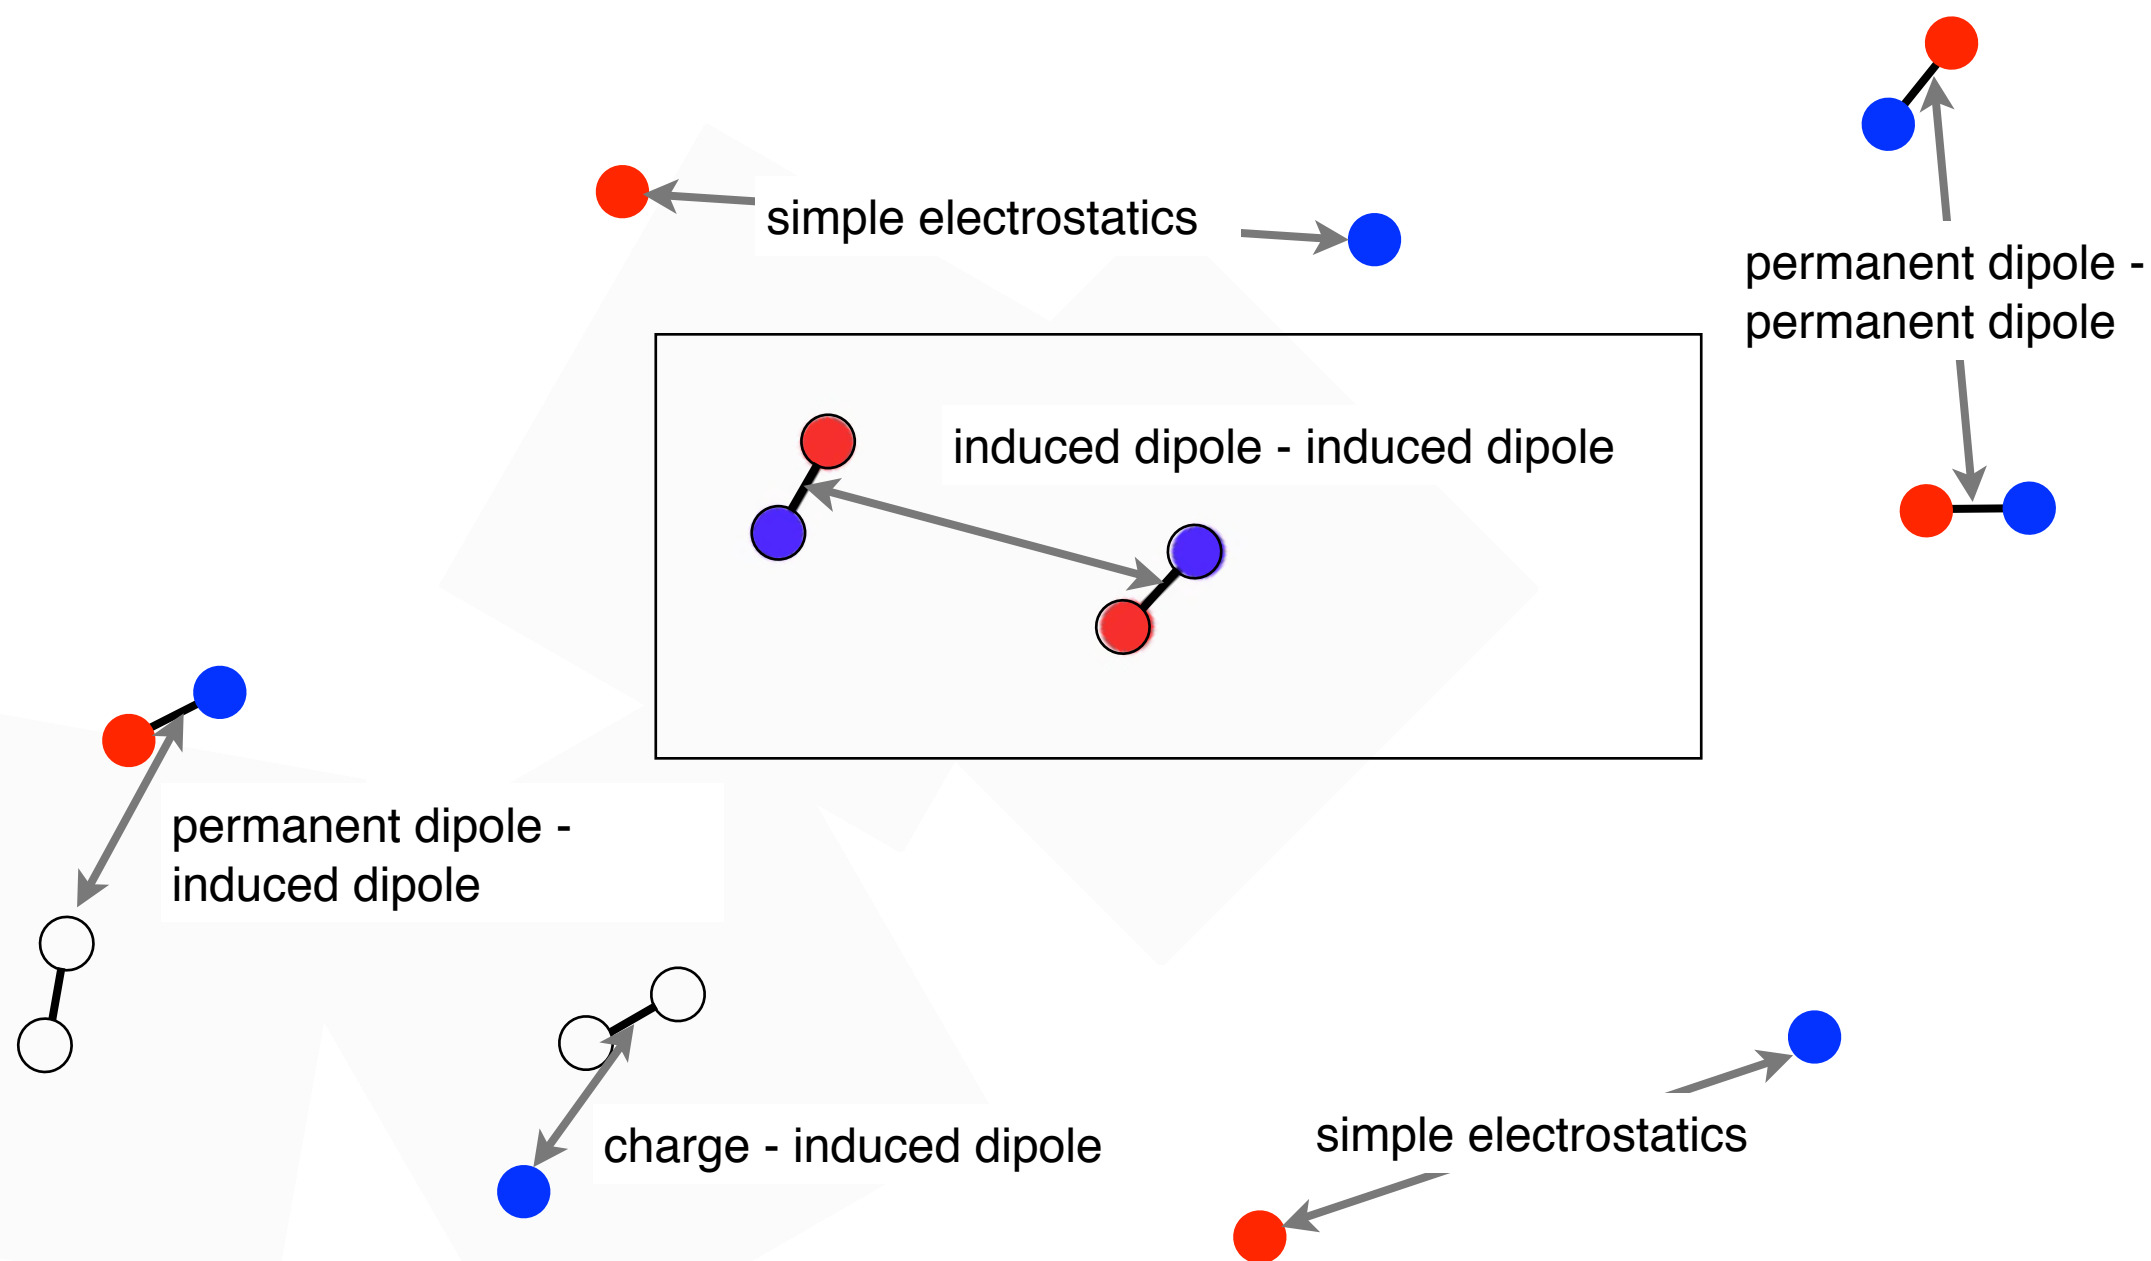 simple electrostatics
permanent dipole -
permanent dipole
induced dipole - induced dipole
permanent dipole -
induced dipole
charge - induced dipole
simple electrostatics